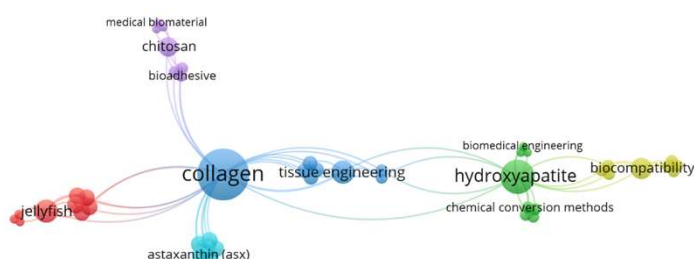 medical biomaterial
chitosan
bioadhesive
collagen
tissue engineering
biomedical engineering
hydroxyapatite
biocompatibility
chemical conversion methods
jellyfish
astaxanthin (asx)